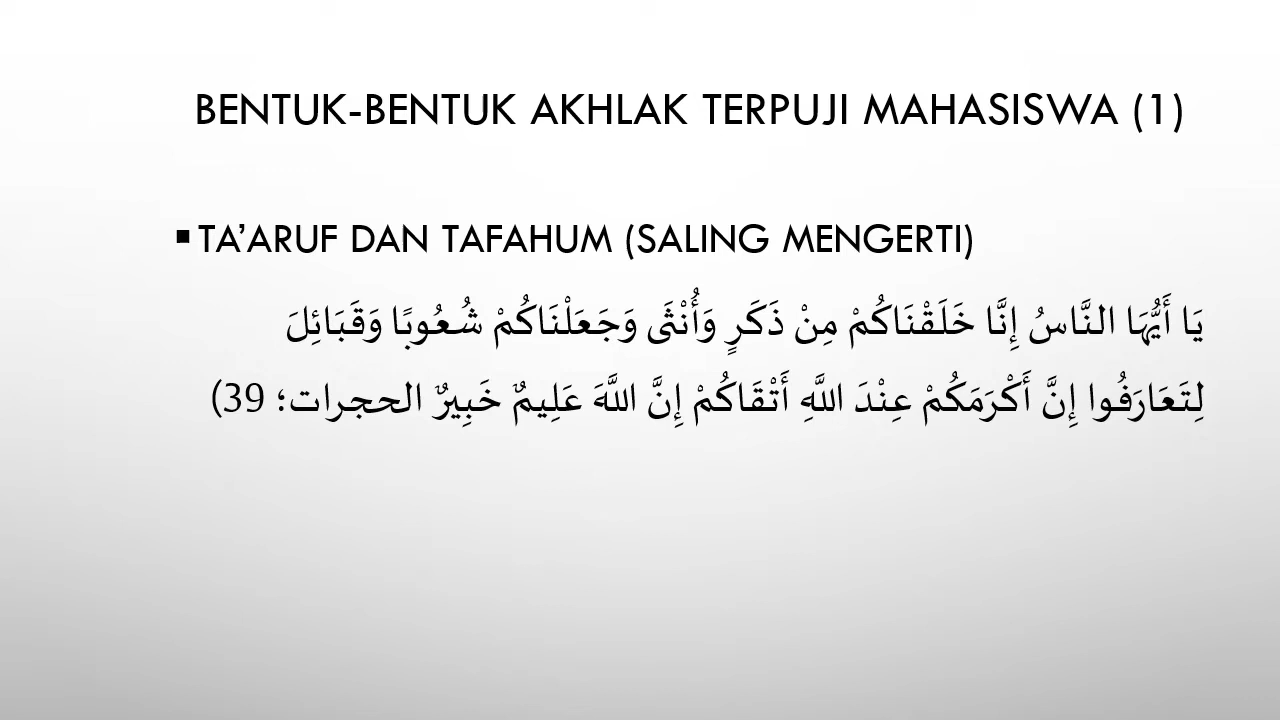 BENTUK-BENTUK AKHLAK TERPUJI MAHASISWA (1)
▪ TA’ARUF DAN TAFAHUM (SALING MENGERTI)
يَا أَيُّهَا النَّاسُ إِنَّا خَلَقْنَاكُمْ مِنْ ذَكَرٍ وَأُنْثَى وَجَعَلْنَاكُمْ شُعُوبًا وَقَبَائِلَ
لِتَعَارَفُوا إِنَّ أَكْرَمَكُمْ عِنْدَ اللَّهِ أَتْقَاكُمْ إِنَّ اللَّهَ عَلِيمٌ خَبِيرٌ الحجرات؛ 39)